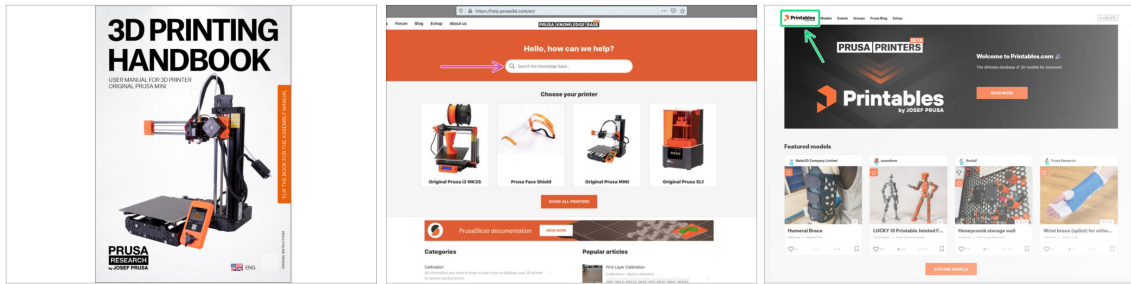 3D PRINTING
HANDBOOK
USER MANUAL FOR 3D PRINTER
ORIGINAL PRUSA MINI
FLIP THE BOOK FOR THE ASSEMBLY MANUAL
PRUSA
RESEARCH
by JOSEF PRUSA
ENG
https://help.prusa3d.com/en/
Forum Blog Eshop About us
PRUSA KNOWLEDGE BASE
Hello, how can we help?
Search the knowledge base...
Choose your printer
Original Prusa i3 MK3S
Prusa Face Shield
Original Prusa MINI
Original Prusa SL1
SHOW ALL PRINTERS
PrusaSlicer documentation
READ MORE
Categories
Popular articles
Calibration
First Layer Calibration
Printables Models Events Groups Prusa Blog Eshop
BETA
PRUSA PRINTERS
Printables
by JOSEF PRUSA
Welcome to Printables.com
The ultimate database of 3D models for everyone!
READ MORE
Featured models
Make3D Company Limited
Prusa Research
Humeral Brace
LUCKY 13 Printable Jointed F...
Honeycomb storage wall
Wrist brace (splint) for ortho...
EXPLORE MODELS